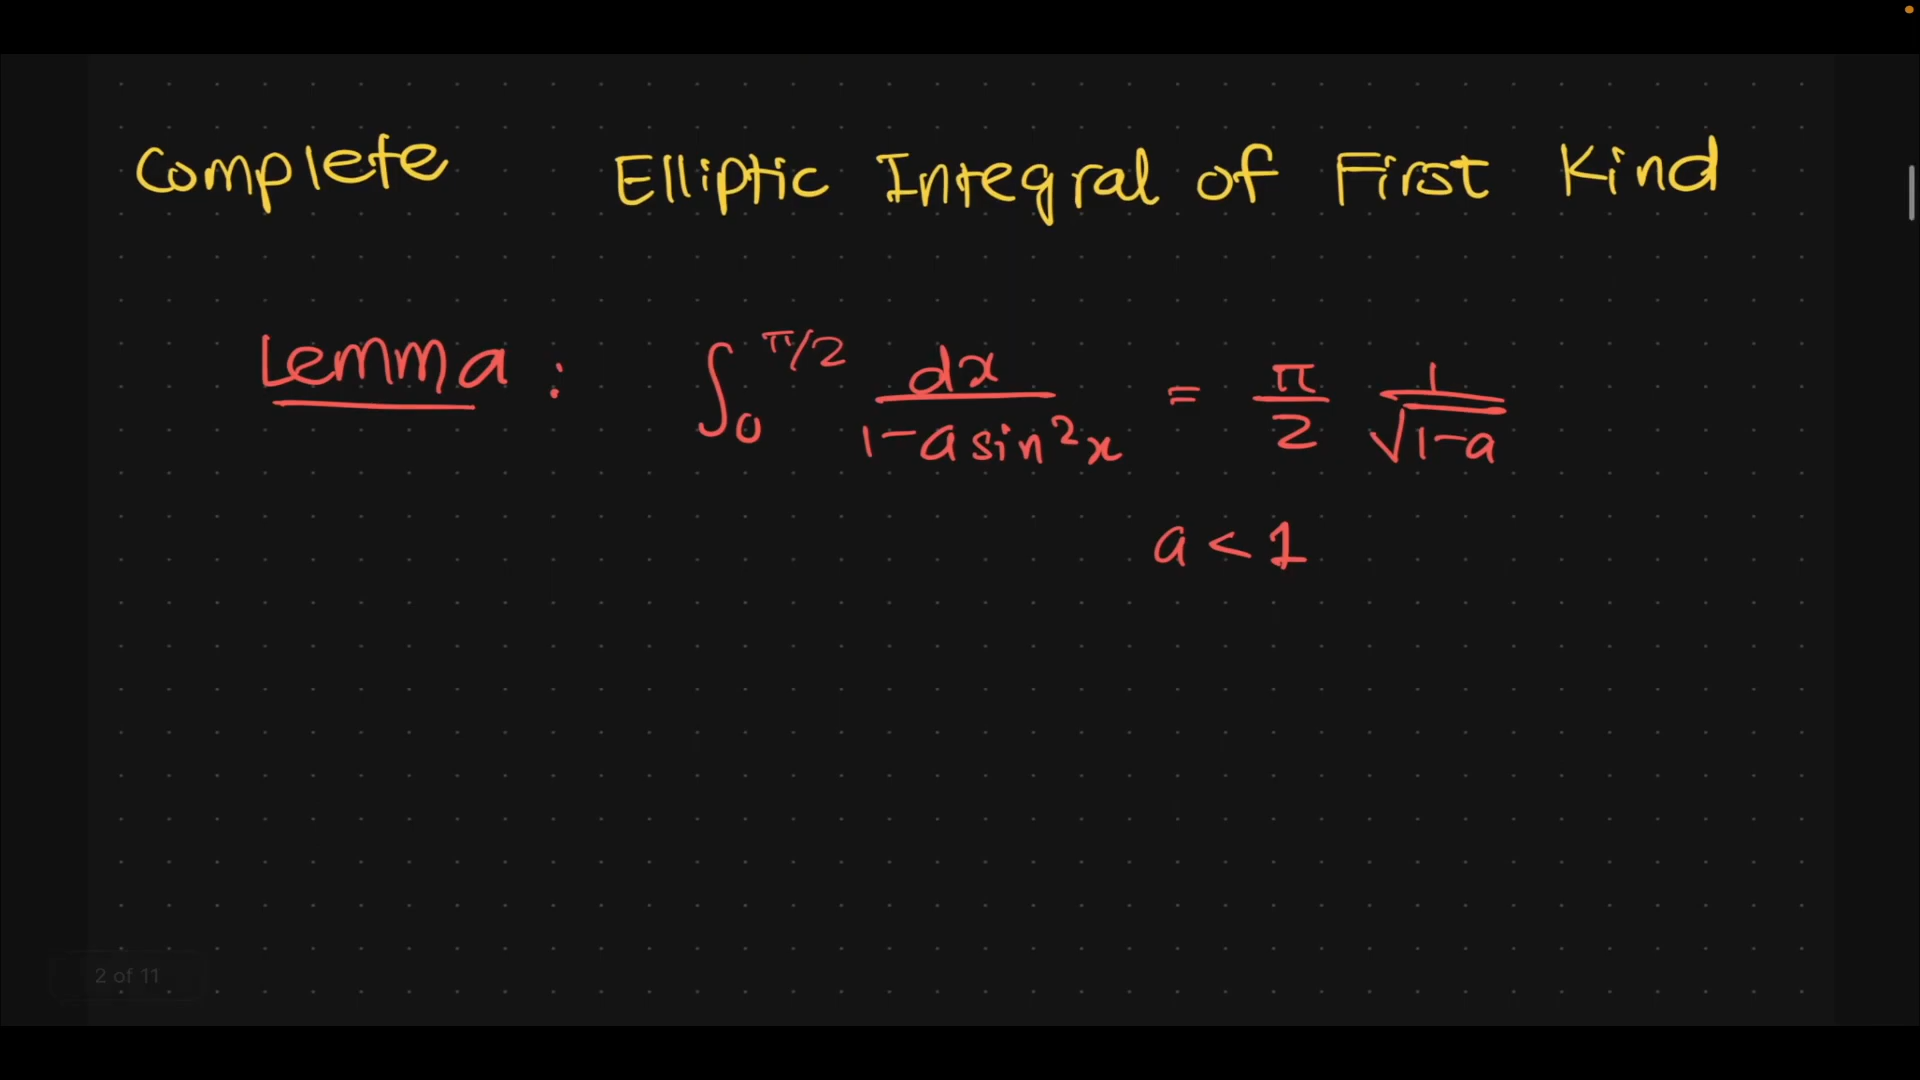 Complete Elliptic Integral of First Kind
Lemma : ∫₀^π/2 dx/(1-a sin²x) = π/2 1/√(1-a)
a < 1
2 of 11